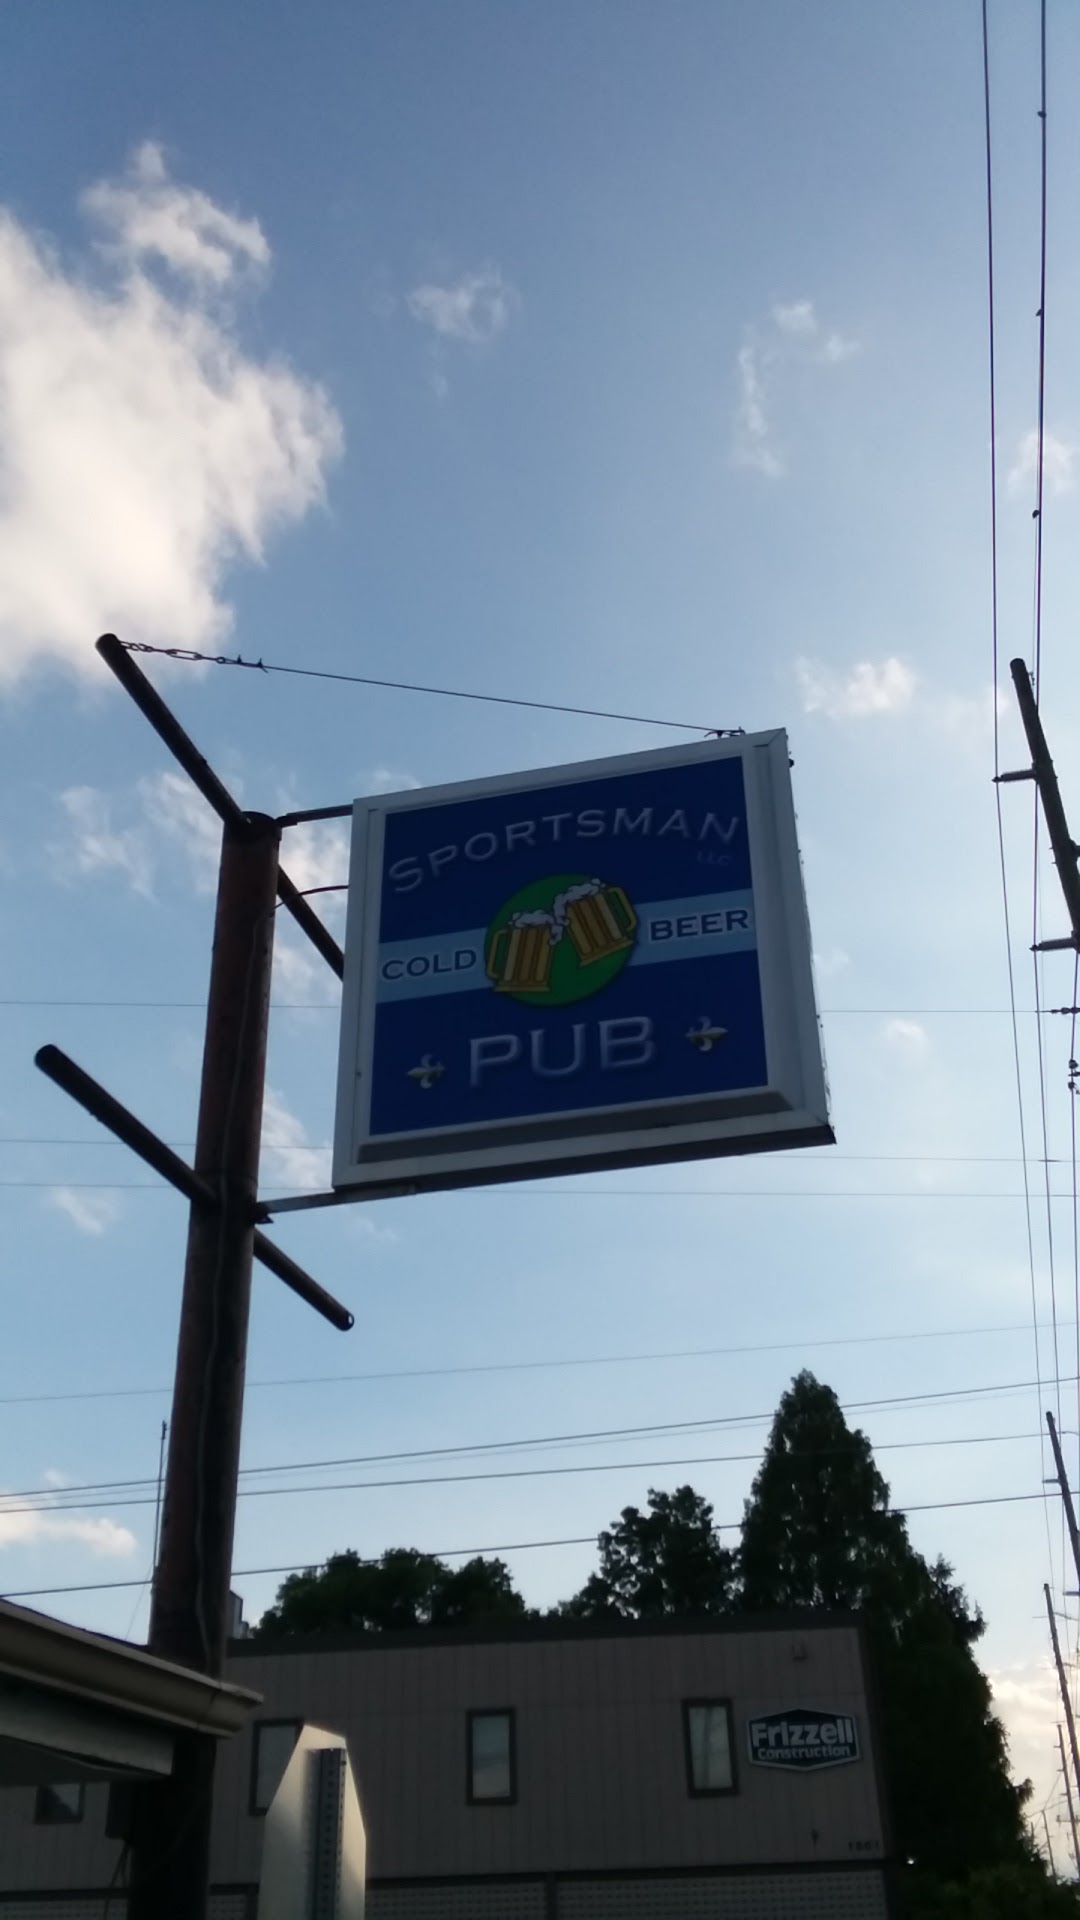 SPORTSMAN
LLC
COLD BEER
PUB
Frizzell
Construction